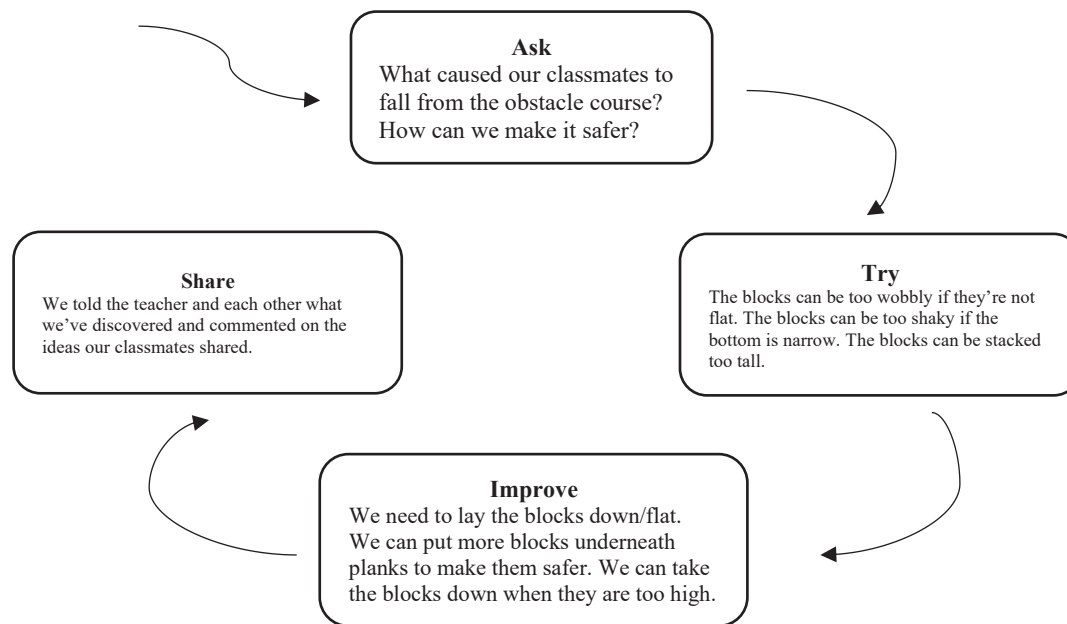 Ask
What caused our classmates to
fall from the obstacle course?
How can we make it safer?
Try
The blocks can be too wobbly if they’re not
flat. The blocks can be too shaky if the
bottom is narrow. The blocks can be stacked
too tall.
Improve
We need to lay the blocks down/flat.
We can put more blocks underneath
planks to make them safer. We can take
the blocks down when they are too high.
Share
We told the teacher and each other what
we’ve discovered and commented on the
ideas our classmates shared.